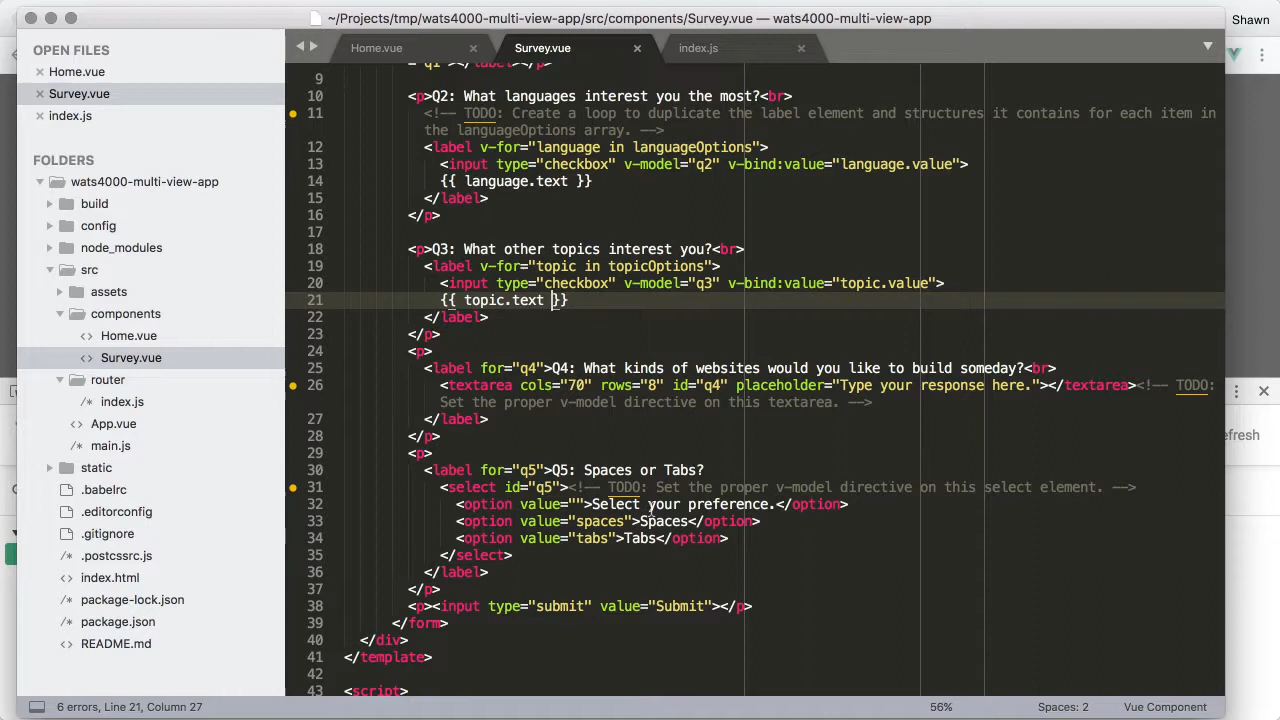 ~/Projects/tmp/wats4000-multi-view-app/src/components/Survey.vue — wats4000-multi-view-app
Shawn
OPEN FILES
Home.vue
Survey.vue
index.js
FOLDERS
wats4000-multi-view-app
build
config
node_modules
src
assets
components
Home.vue
Survey.vue
router
index.js
App.vue
main.js
static
.babelrc
.editorconfig
.gitignore
.postcssrc.js
index.html
package-lock.json
package.json
README.md
Home.vue
Survey.vue
index.js
="q1"></label></p>
9
10 <p>Q2: What languages interest you the most?<br>
11 <!-- TODO: Create a loop to duplicate the label element and structures it contains for each item in
the languageOptions array. -->
12 <label v-for="language in languageOptions">
13 <input type="checkbox" v-model="q2" v-bind:value="language.value">
14 {{ language.text }}
15 </label>
16 </p>
17
18 <p>Q3: What other topics interest you?<br>
19 <label v-for="topic in topicOptions">
20 <input type="checkbox" v-model="q3" v-bind:value="topic.value">
21 {{ topic.text }}
22 </label>
23 </p>
24 <p>
25 <label for="q4">Q4: What kinds of websites would you like to build someday?<br>
26 <textarea cols="70" rows="8" id="q4" placeholder="Type your response here."></textarea><!-- TODO:
Set the proper v-model directive on this textarea. -->
27 </label>
28 </p>
29 <p>
30 <label for="q5">Q5: Spaces or Tabs?
31 <select id="q5"><!-- TODO: Set the proper v-model directive on this select element. -->
32 <option value="">Select your preference.</option>
33 <option value="spaces">Spaces</option>
34 <option value="tabs">Tabs</option>
35 </select>
36 </label>
37 </p>
38 <p><input type="submit" value="Submit"></p>
39 </form>
40 </div>
41 </template>
42
43 <script>
efresh
6 errors, Line 21, Column 27
56%
Spaces: 2
Vue Component